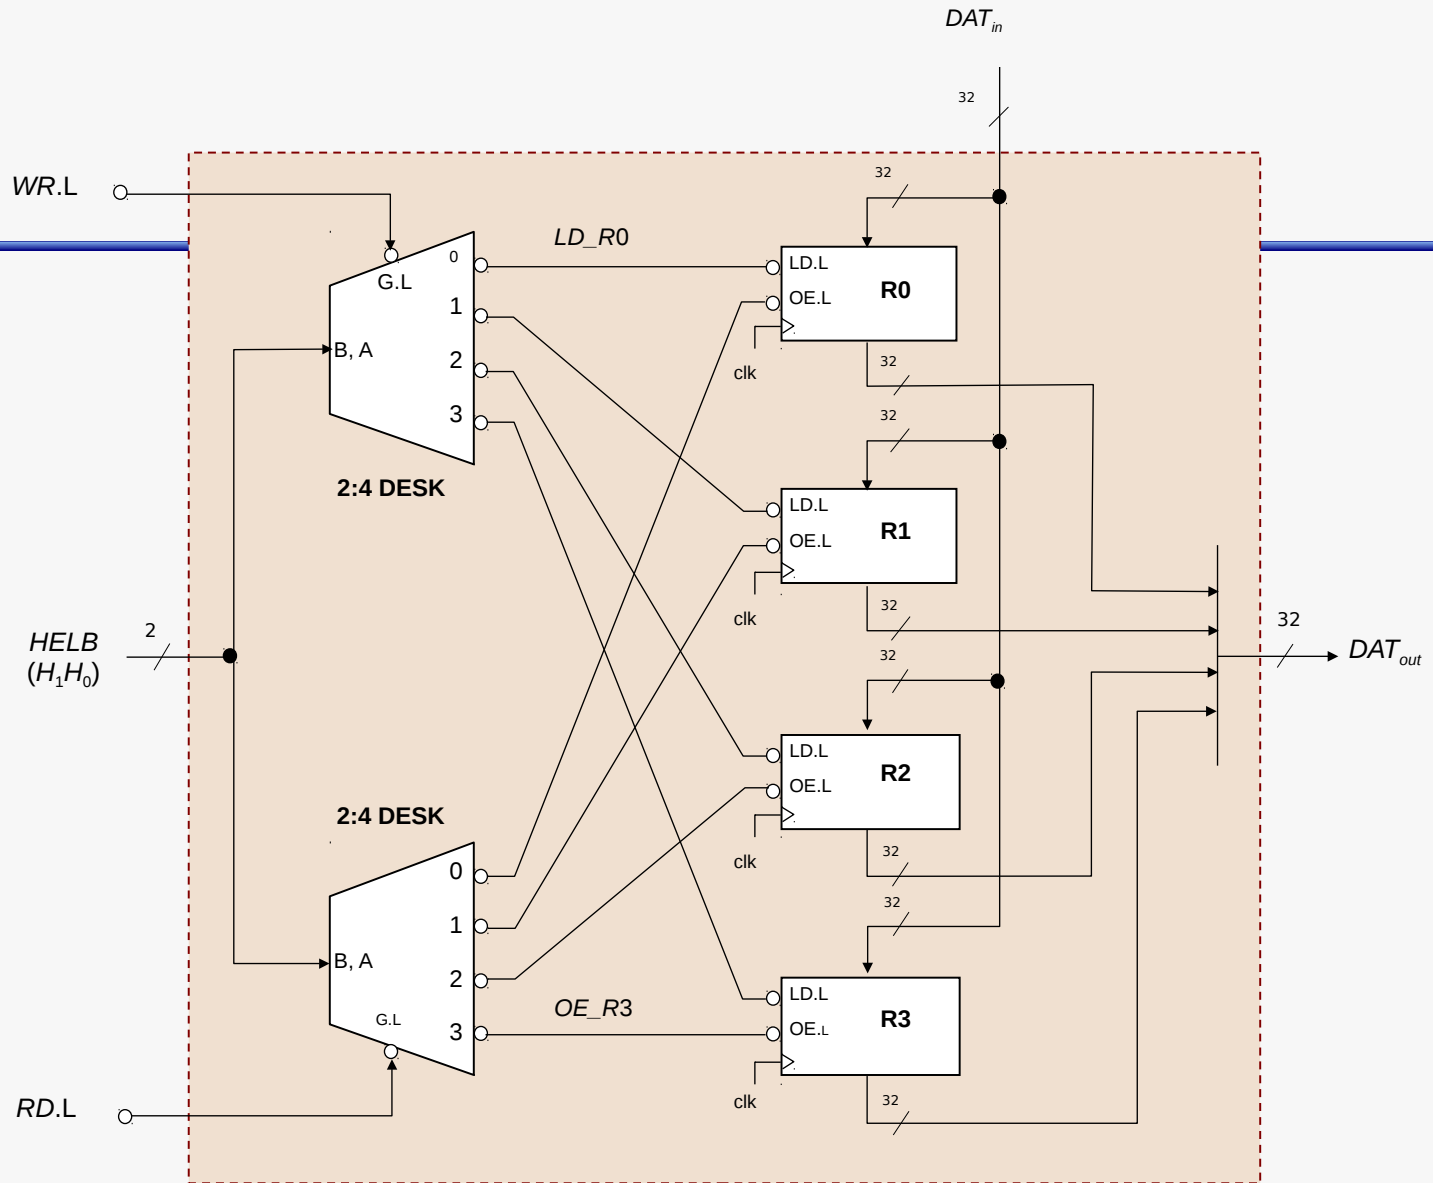 DATin
32
WR.L
32
LD_R0
0
G.L
1
B, A
2
3
2:4 DESK
LD.L
OE.L
R0
clk
32
32
LD.L
OE.L
R1
clk
32
32
HELB
(H1H0)
2
32
DATout
LD.L
OE.L
R2
clk
32
32
2:4 DESK
0
1
B, A
2
G.L
3
OE_R3
LD.L
OE.L
R3
clk
32
RD.L